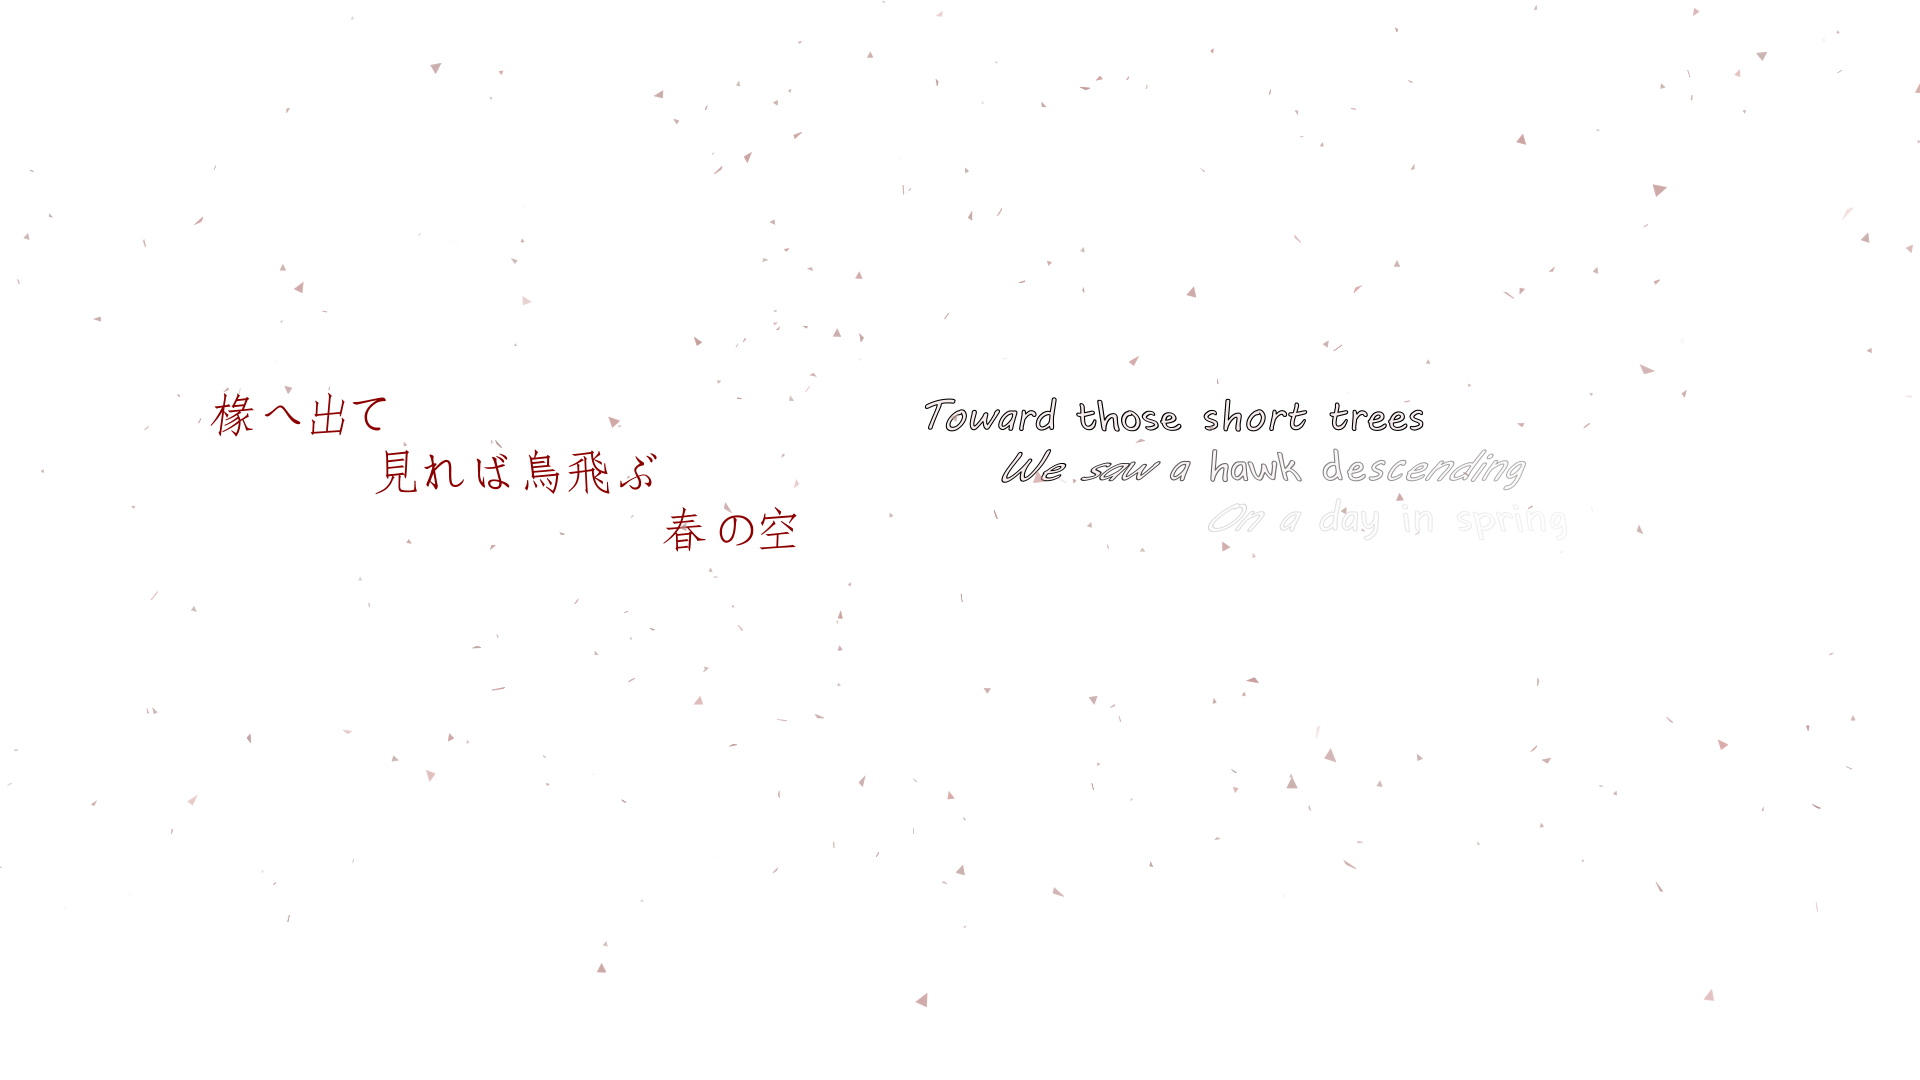 椽へ出て
見れば鳥飛ぶ
春の空
Toward those short trees
We saw a hawk descending
On a day in spring